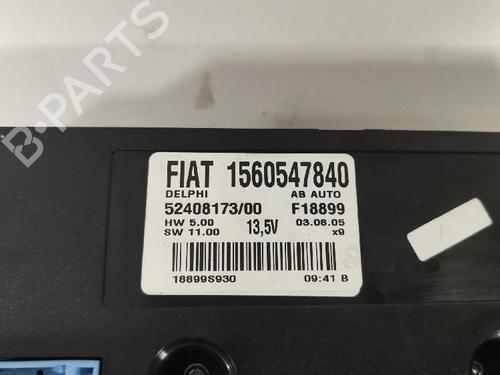 FIAT 1560547840
DELPHI AB AUTO
52408173/00 F18899
HW 5.00 13,5V 03.08.05
SW 11.00 x9
18899S930 09:41 B
B-PARTS